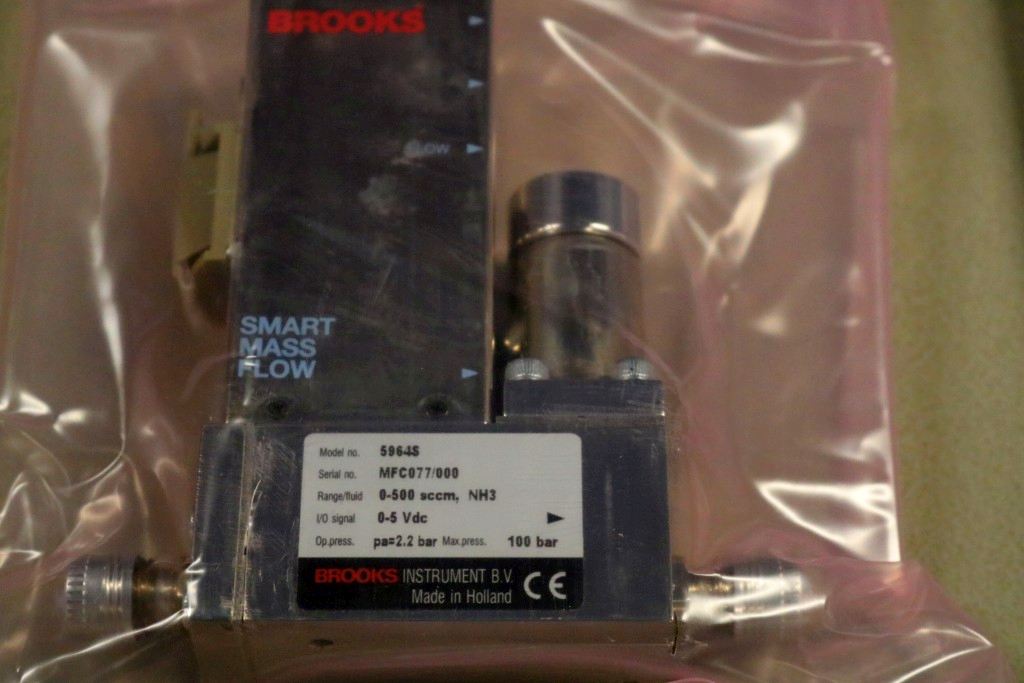 BROOKS
FLOW
SMART
MASS
FLOW
Model no. 5964S
Serial no. MFC077/000
Range/fluid 0-500 sccm, NH3
I/O signal 0-5 Vdc
Op.press. pa=2.2 bar Max.press. 100 bar
BROOKS INSTRUMENT B.V.
Made in Holland CE